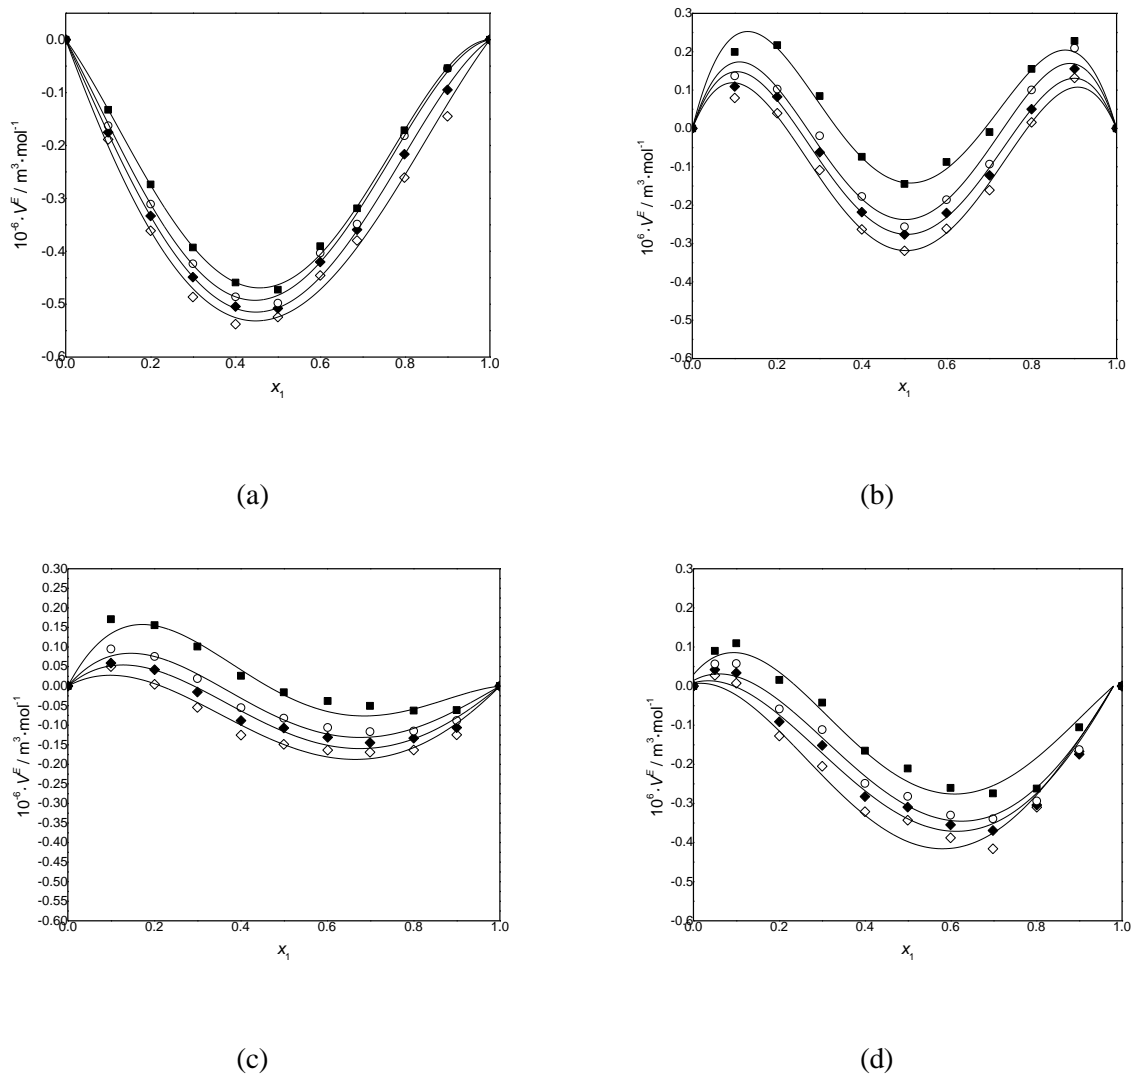 0.0
-0.1
-0.2
-0.3
-0.4
-0.5
-0.6
0.0 0.2 0.4 0.6 0.8 1.0
10⁻⁶· Vᴱ / m³·mol⁻¹
x₁
(a)
0.3
0.2
0.1
0.0
-0.1
-0.2
-0.3
-0.4
-0.5
-0.6
0.0 0.2 0.4 0.6 0.8 1.0
10⁶· Vᴱ / m³·mol⁻¹
x₁
(b)
0.30
0.25
0.20
0.15
0.10
0.05
0.00
-0.05
-0.10
-0.15
-0.20
-0.25
-0.30
-0.35
-0.40
-0.45
-0.50
-0.55
-0.60
0.0 0.2 0.4 0.6 0.8 1.0
10⁻⁶· Vᴱ / m³·mol⁻¹
x₁
(c)
0.3
0.2
0.1
0.0
-0.1
-0.2
-0.3
-0.4
-0.5
-0.6
0.0 0.2 0.4 0.6 0.8 1.0
10⁶· Vᴱ / m³·mol⁻¹
x₁
(d)